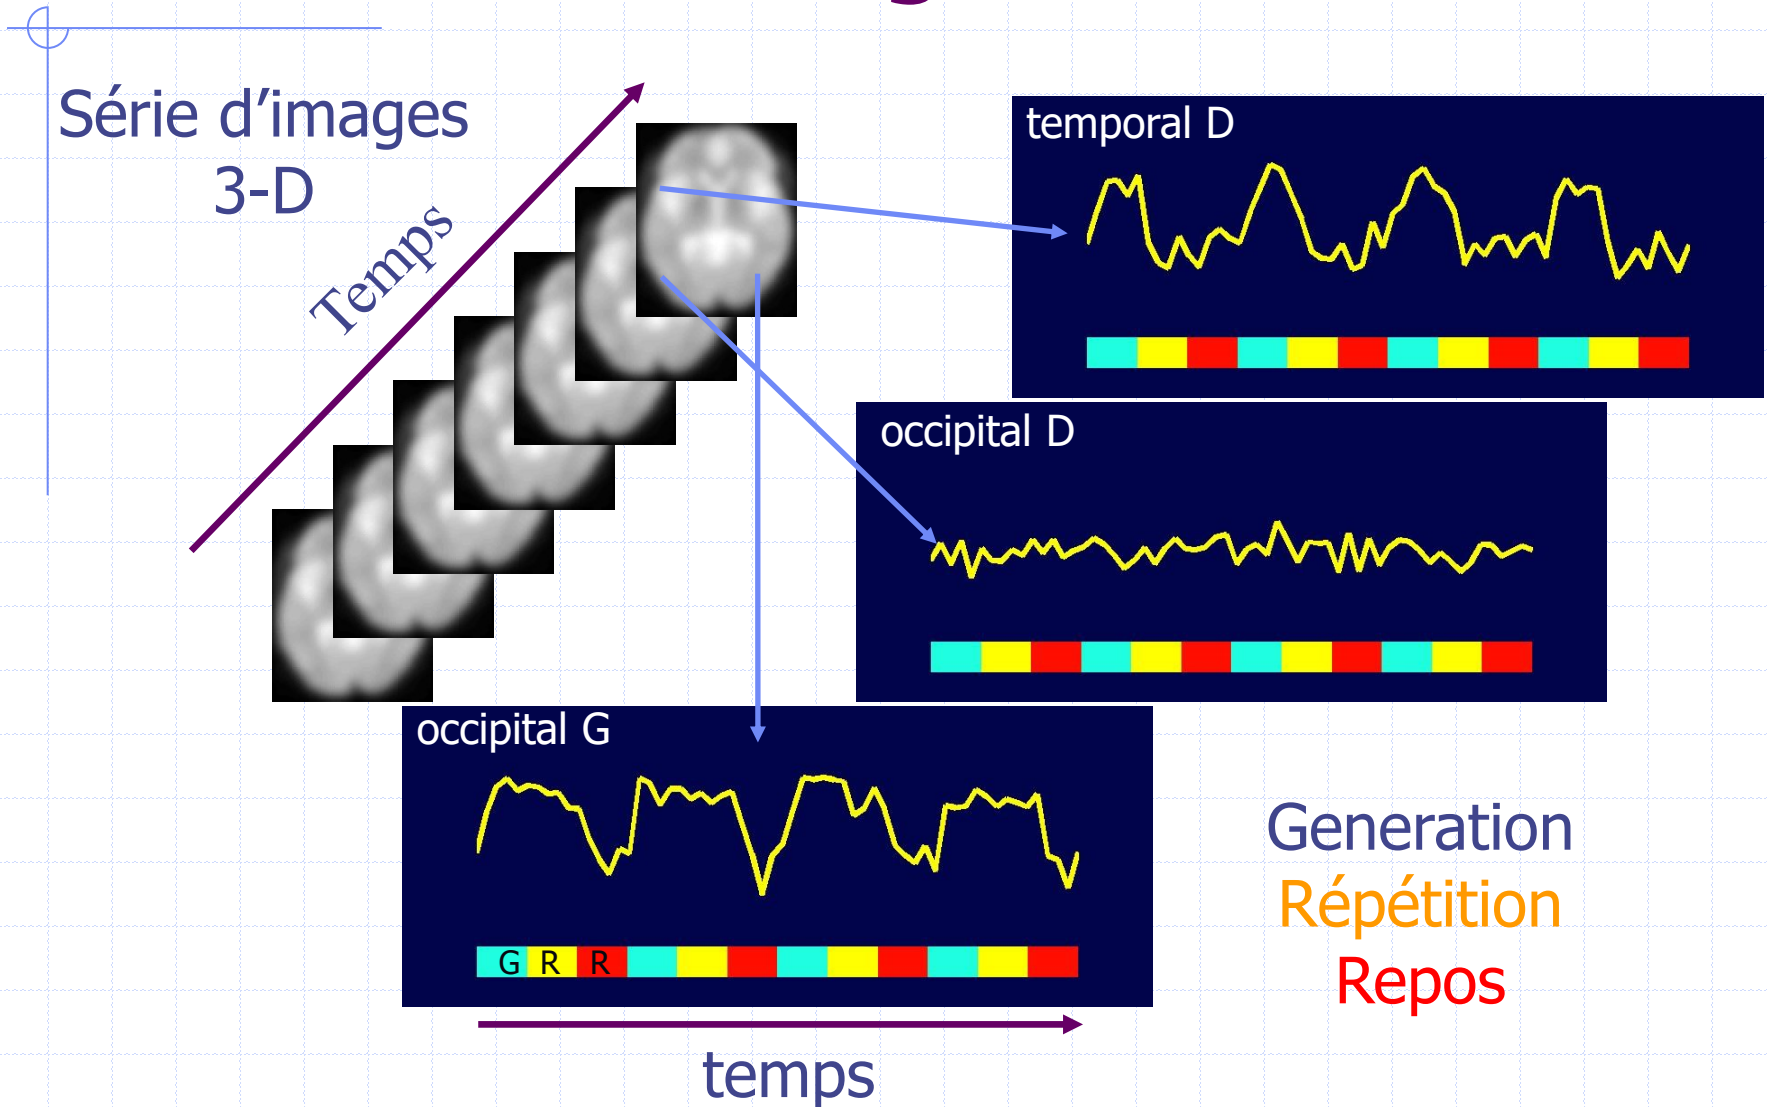 Série d’images
3-D
Temps
temporal D
occipital D
occipital G
G R R
temps
Generation
Répétition
Repos